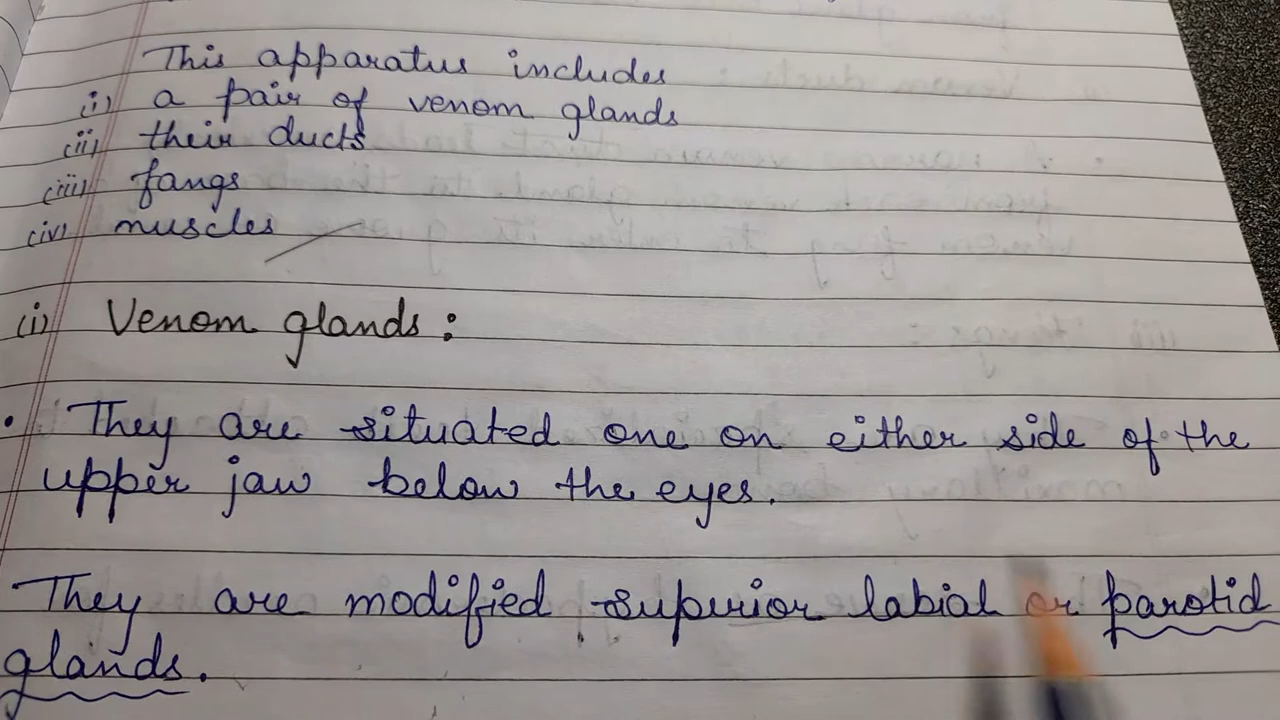 This apparatus includes
(i) a pair of venom glands
(ii) their ducts
(iii) fangs
(iv) muscles
(i) Venom glands:
• They are situated one on either side of the
upper jaw below the eyes.
They are modified superior labial or parotid
glands.